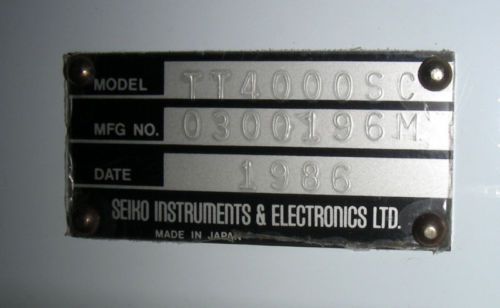 MODEL TT4000SC
MFG NO. 0300196M
DATE 1986
SEIKO INSTRUMENTS & ELECTRONICS LTD.
MADE IN JAPAN